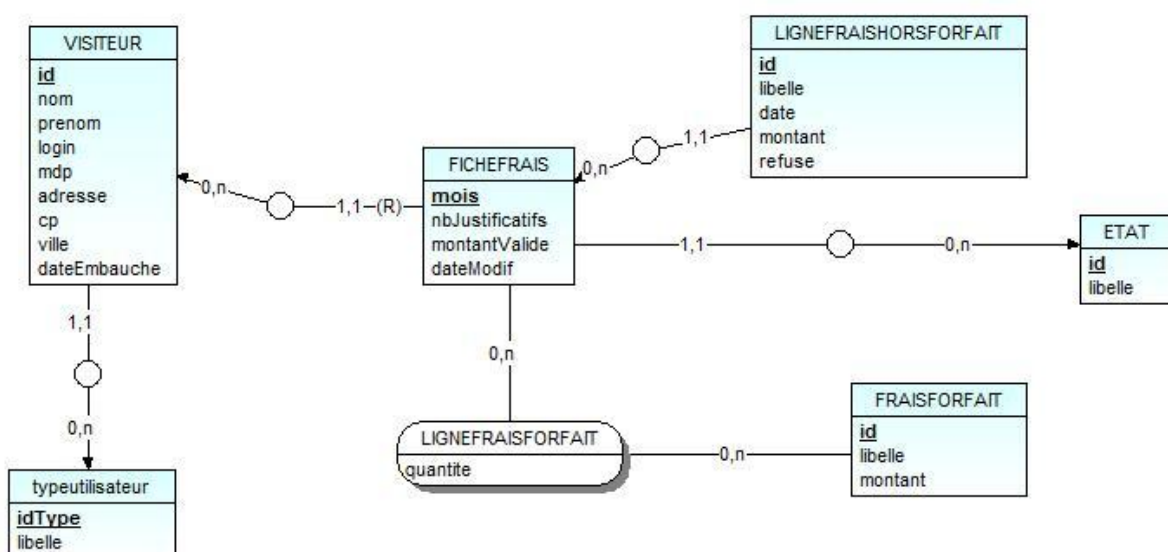 VISITEUR
id
nom
prenom
login
mdp
adresse
cp
ville
dateEmbauche
0,n
1,1
(R)
FICHEFRAIS
mois
nbJustificatifs
montantValide
dateModif
0,n
1,1
LIGNEFRAISHORSFORFAIT
id
libelle
date
montant
refuse
1,1
0,n
ETAT
id
libelle
1,1
0,n
typeutilisateur
idType
libelle
0,n
LIGNEFRAISFORFAIT
quantite
0,n
FRAISFORFAIT
id
libelle
montant